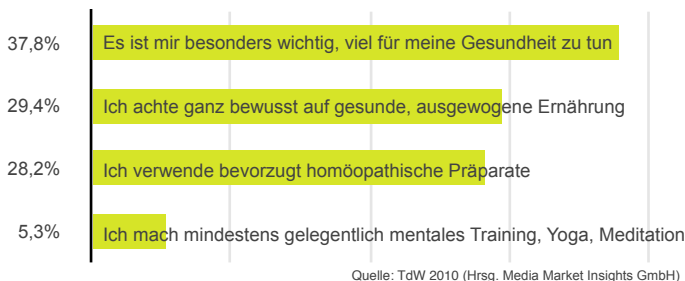 37,8% Es ist mir besonders wichtig, viel für meine Gesundheit zu tun
29,4% Ich achte ganz bewusst auf gesunde, ausgewogene Ernährung
28,2% Ich verwende bevorzugt homöopathische Präparate
5,3% Ich mach mindestens gelegentlich mentales Training, Yoga, Meditation
Quelle: TdW 2010 (Hrsg. Media Market Insights GmbH)